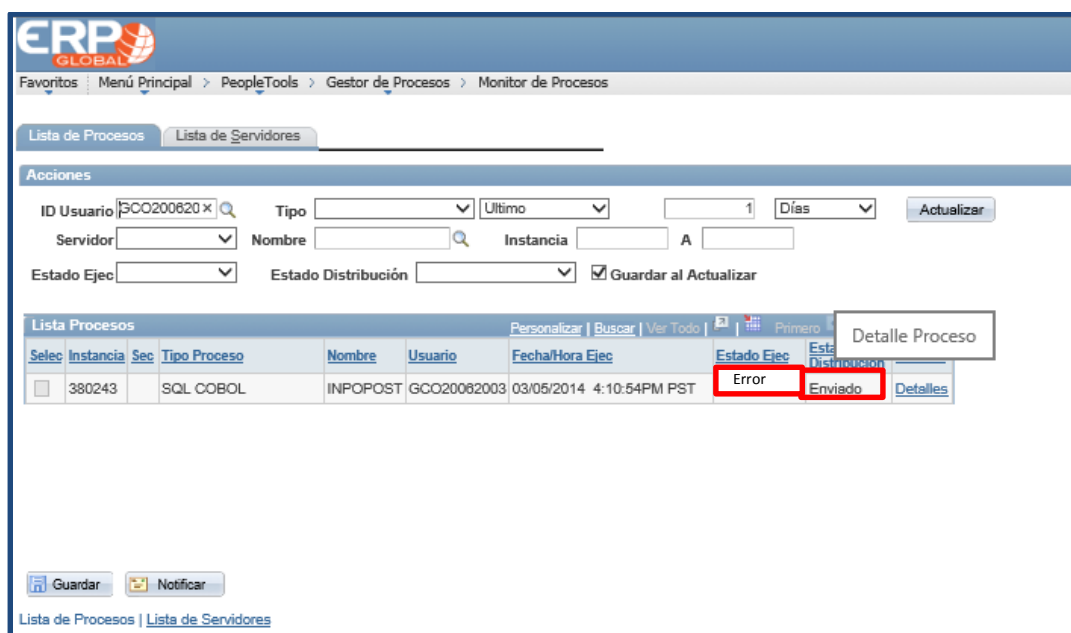 ERP
GLOBAL
Favoritos Menú Principal > PeopleTools > Gestor de Procesos > Monitor de Procesos
Lista de Procesos Lista de Servidores
Acciones
ID Usuario GCO200620 × Tipo Ultimo 1 Días Actualizar
Servidor Nombre Instancia A
Estado Ejec Estado Distribución Guardar al Actualizar
Lista Procesos Personalizar | Buscar | Ver Todo | | Primero
Detalle Proceso
Selec Instancia Sec Tipo Proceso Nombre Usuario Fecha/Hora Ejec Estado Ejec Distribución
380243 SQL COBOL INPOPOST GCO20062003 03/05/2014 4:10:54PM PST Error Enviado Detalles
Guardar Notificar
Lista de Procesos | Lista de Servidores